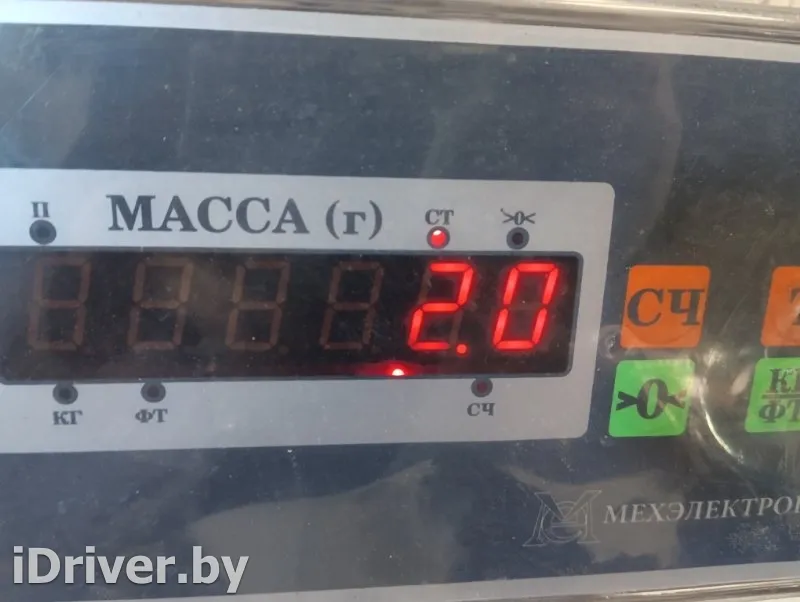 П МАССА (г) СТ >0<
2.0
КГ ФТ СЧ
СЧ
>0<
МЕХЭЛЕКТРО
iDriver.by